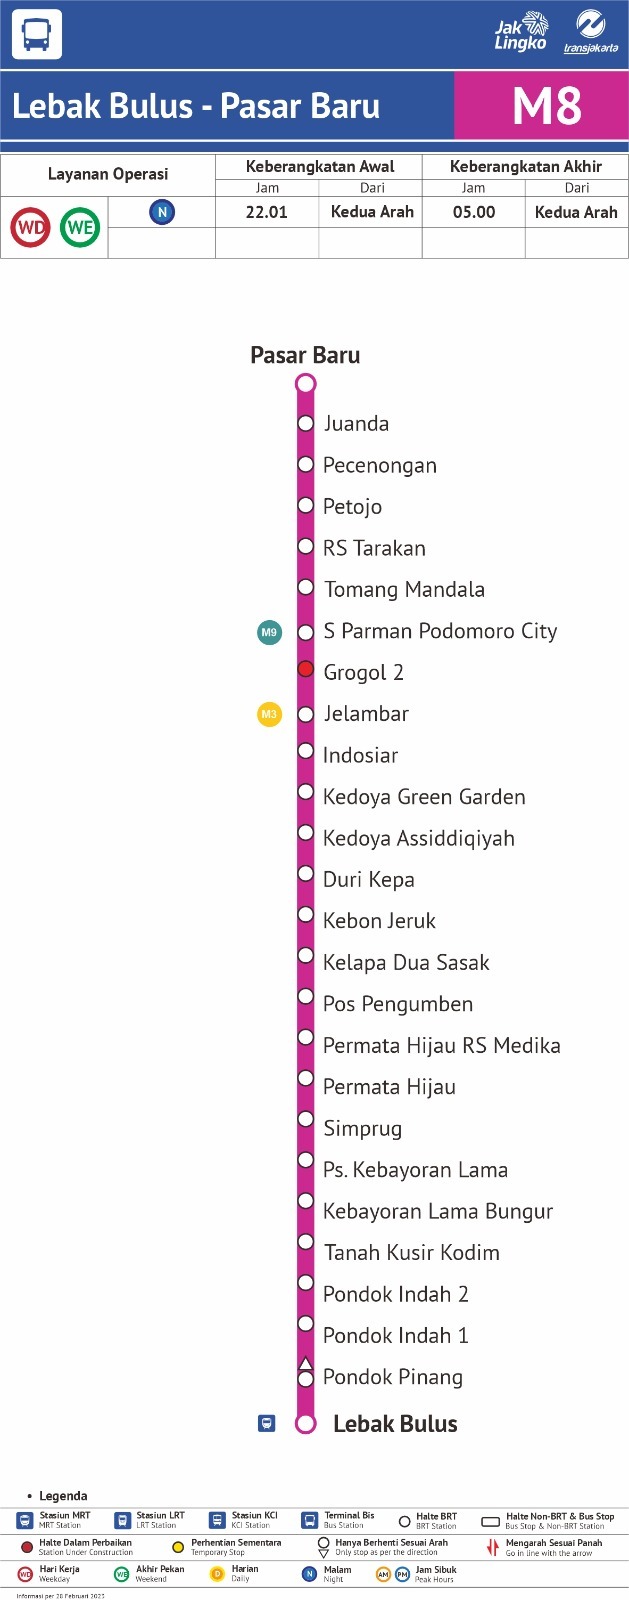 Jak
Lingko
transjakarta
Lebak Bulus - Pasar Baru
M8
Layanan Operasi
Keberangkatan Awal
Keberangkatan Akhir
Jam
Dari
Jam
Dari
WD
WE
N
22.01
Kedua Arah
05.00
Kedua Arah
Pasar Baru
Juanda
Pecenongan
Petojo
RS Tarakan
Tomang Mandala
M9
S Parman Podomoro City
Grogol 2
M3
Jelambar
Indosiar
Kedoya Green Garden
Kedoya Assiddiqiyah
Duri Kepa
Kebon Jeruk
Kelapa Dua Sasak
Pos Pengumben
Permata Hijau RS Medika
Permata Hijau
Simprug
Ps. Kebayoran Lama
Kebayoran Lama Bungur
Tanah Kusir Kodim
Pondok Indah 2
Pondok Indah 1
Pondok Pinang
Lebak Bulus
• Legenda
Stasiun MRT
MRT Station
Stasiun LRT
LRT Station
Stasiun KCI
KCI Station
Terminal Bis
Bus Station
Halte BRT
BRT Station
Halte Non-BRT & Bus Stop
Bus Stop & Non-BRT Station
Halte Dalam Perbaikan
Station Under Construction
Perhentian Sementara
Temporary Stop
Hanya Berhenti Sesuai Arah
Only stop as per the direction
Mengarah Sesuai Panah
Go in line with the arrow
WD
Hari Kerja
Weekday
WE
Akhir Pekan
Weekend
D
Harian
Daily
N
Malam
Night
AM
PM
Jam Sibuk
Peak Hours
Informasi per 28 Februari 2023